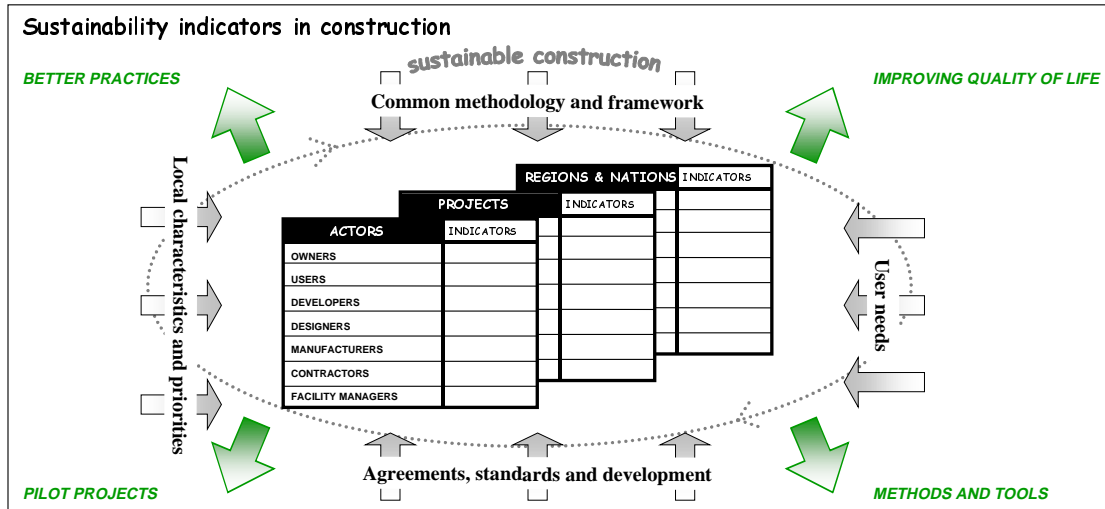 Sustainability indicators in construction
sustainable construction
BETTER PRACTICES
IMPROVING QUALITY OF LIFE
Common methodology and framework
Local characteristics and priorities
REGIONS & NATIONS INDICATORS
PROJECTS INDICATORS
ACTORS INDICATORS
OWNERS
USERS
DEVELOPERS
DESIGNERS
MANUFACTURERS
CONTRACTORS
FACILITY MANAGERS
User needs
Agreements, standards and development
PILOT PROJECTS
METHODS AND TOOLS